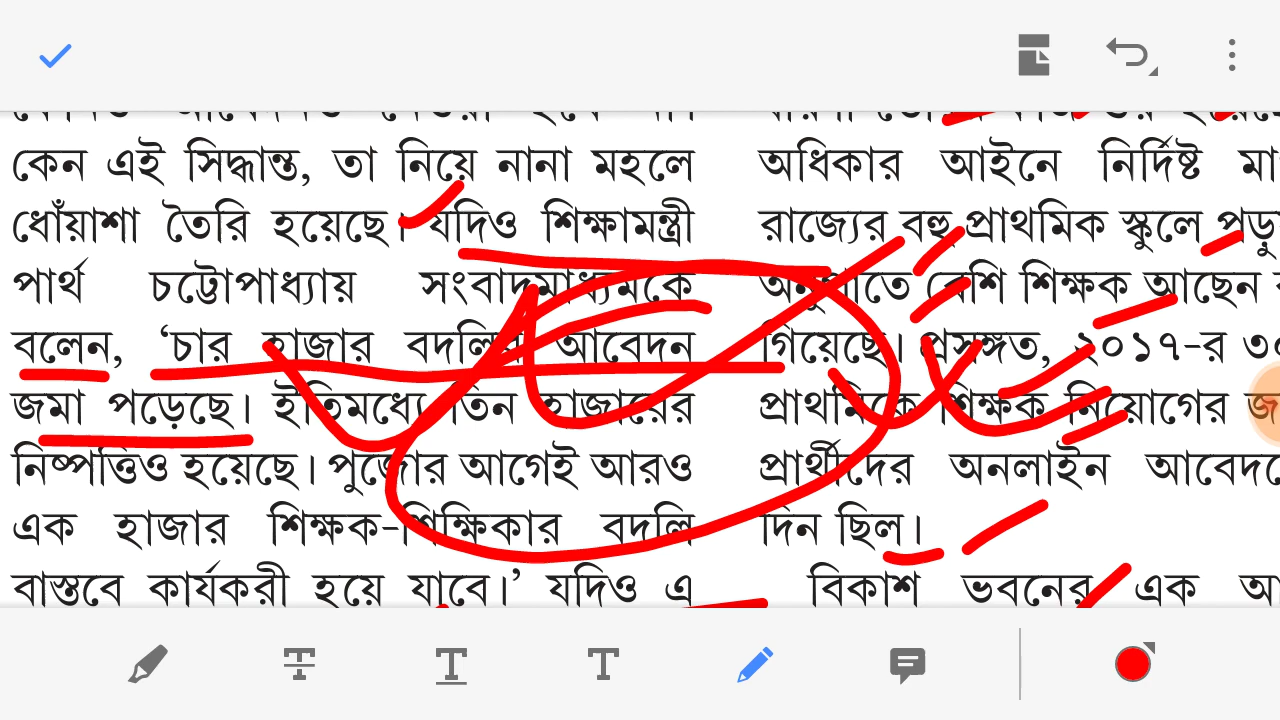 কেন এই সিদ্ধান্ত, তা নিয়ে নানা মহলে
ধোঁয়াশা তৈরি হয়েছে। যদিও শিক্ষামন্ত্রী
পার্থ চট্টোপাধ্যায় সংবাদমাধ্যমকে
বলেন, ‘চার হাজার বদলির আবেদন
জমা পড়েছে। ইতিমধ্যে তিন হাজারের
নিষ্পত্তিও হয়েছে। পুজোর আগেই আরও
এক হাজার শিক্ষক-শিক্ষিকার বদলি
বাস্তবে কার্যকরী হয়ে যাবে।’ যদিও এ
অধিকার আইনে নির্দিষ্ট
রাজ্যের বহু প্রাথমিক স্কুলে
অনুপাতে বেশি শিক্ষক আছেন
গিয়েছে। প্রসঙ্গত, ২০১৭-র ৩০
প্রাথমিকে শিক্ষক নিয়োগের
প্রার্থীদের অনলাইন
দিন ছিল।
বিকাশ ভবনের এক
T
T
T